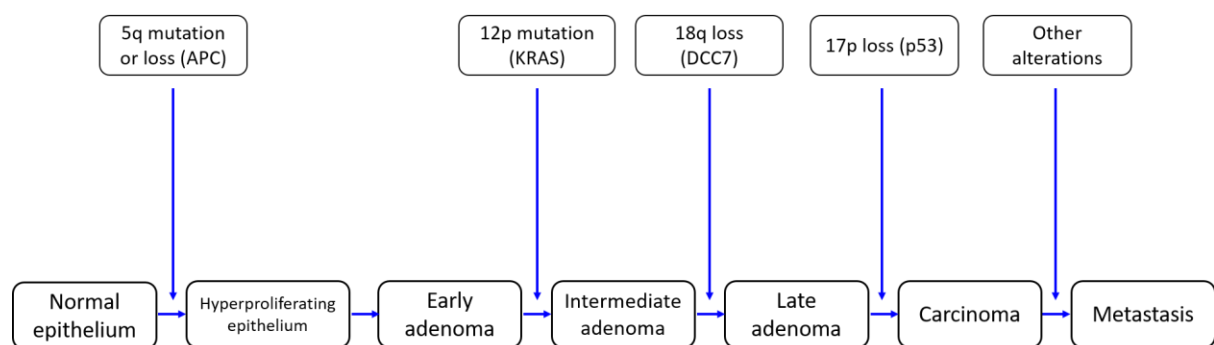 5q mutation
or loss (APC)
12p mutation
(KRAS)
18q loss
(DCC7)
17p loss (p53)
Other
alterations
Normal
epithelium
Hyperproliferating
epithelium
Early
adenoma
Intermediate
adenoma
Late
adenoma
Carcinoma
Metastasis